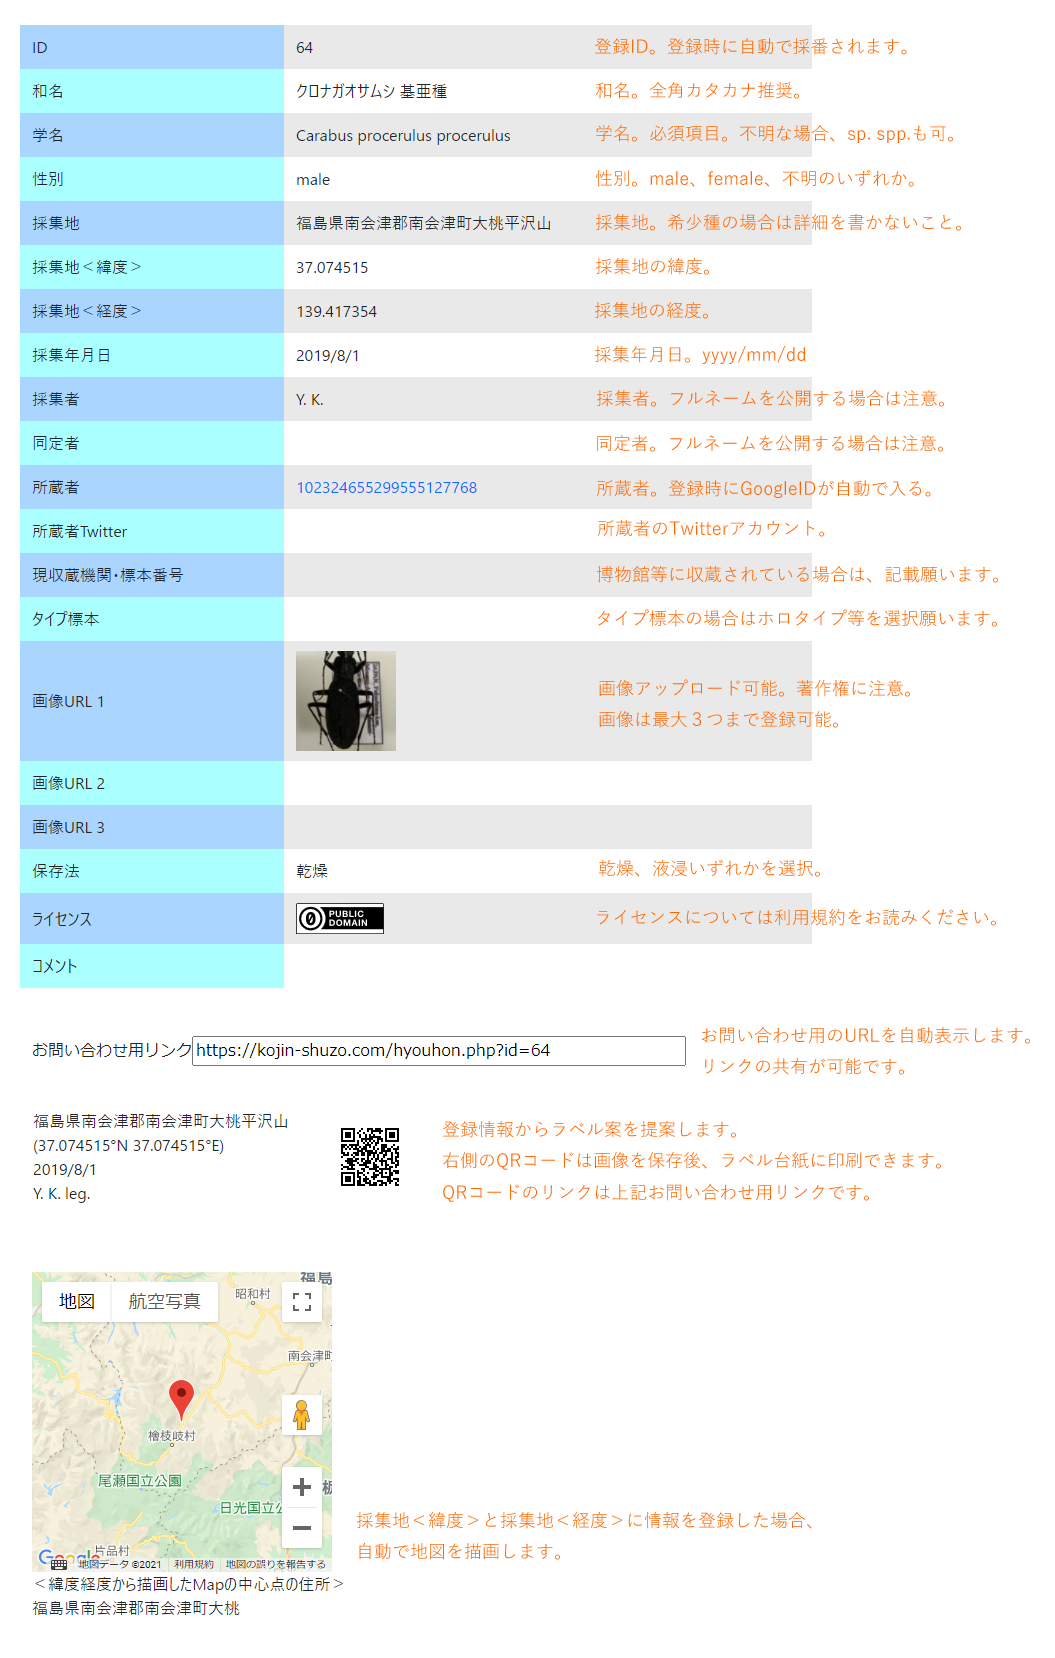 ID 64 登録ID。登録時に自動で採番されます。
和名 クロナガオサムシ 基亜種 和名。全角カタカナ推奨。
学名 Carabus procerulus procerulus 学名。必須項目。不明な場合、sp. spp.も可。
性別 male 性別。male、female、不明のいずれか。
採集地 福島県南会津郡南会津町大桃平沢山 採集地。希少種の場合は詳細を書かないこと。
採集地＜緯度＞ 37.074515 採集地の緯度。
採集地＜経度＞ 139.417354 採集地の経度。
採集年月日 2019/8/1 採集年月日。yyyy/mm/dd
採集者 Y. K. 採集者。フルネームを公開する場合は注意。
同定者 同定者。フルネームを公開する場合は注意。
所蔵者 102324655299555127768 所蔵者。登録時にGoogleIDが自動で入る。
所蔵者Twitter 所蔵者のTwitterアカウント。
現収蔵機関・標本番号 博物館等に収蔵されている場合は、記載願います。
タイプ標本 タイプ標本の場合はホロタイプ等を選択願います。
画像URL 1 画像アップロード可能。著作権に注意。
画像は最大３つまで登録可能。
画像URL 2
画像URL 3
保存法 乾燥 乾燥、液浸いずれかを選択。
ライセンス PUBLIC DOMAIN ライセンスについては利用規約をお読みください。
コメント
お問い合わせ用リンク https://kojin-shuzo.com/hyouhon.php?id=64 お問い合わせ用のURLを自動表示します。
リンクの共有が可能です。
福島県南会津郡南会津町大桃平沢山
(37.074515°N 37.074515°E)
2019/8/1
Y. K. leg.
登録情報からラベル案を提案します。
右側のQRコードは画像を保存後、ラベル台紙に印刷できます。
QRコードのリンクは上記お問い合わせ用リンクです。
福島
地図 航空写真 昭和村
南会津町
檜枝岐村
尾瀬国立公園
日光国立公
片品村
Google 地図データ ©2021 利用規約 地図の誤りを報告する
採集地＜緯度＞と採集地＜経度＞に情報を登録した場合、
自動で地図を描画します。
＜緯度経度から描画したMapの中心点の住所＞
福島県南会津郡南会津町大桃